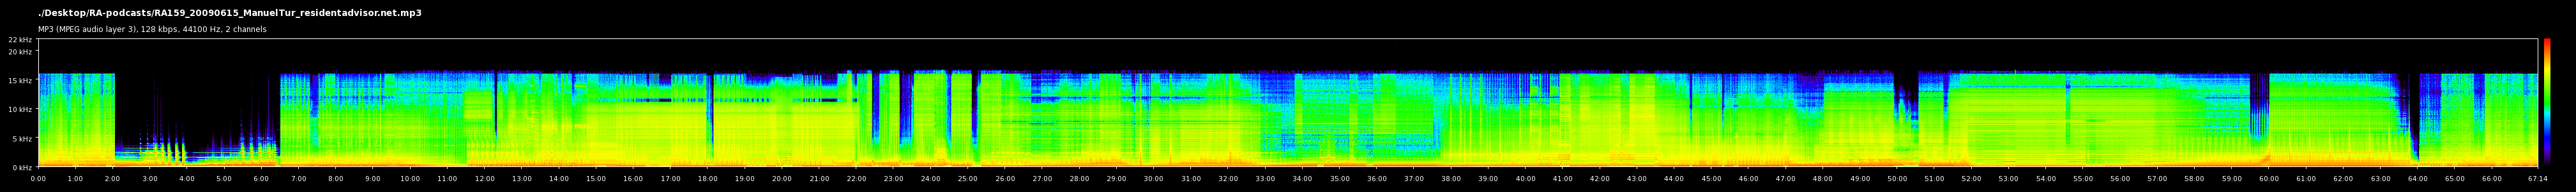 ./Desktop/RA-podcasts/RA159_20090615_ManuelTur_residentadvisor.net.mp3
MP3 (MPEG audio layer 3), 128 kbps, 44100 Hz, 2 channels
22 kHz
20 kHz
15 kHz
10 kHz
5 kHz
0 kHz
0:00 1:00 2:00 3:00 4:00 5:00 6:00 7:00 8:00 9:00 10:00 11:00 12:00 13:00 14:00 15:00 16:00 17:00 18:00 19:00 20:00 21:00 22:00 23:00 24:00 25:00 26:00 27:00 28:00 29:00 30:00 31:00 32:00 33:00 34:00 35:00 36:00 37:00 38:00 39:00 40:00 41:00 42:00 43:00 44:00 45:00 46:00 47:00 48:00 49:00 50:00 51:00 52:00 53:00 54:00 55:00 56:00 57:00 58:00 59:00 60:00 61:00 62:00 63:00 64:00 65:00 66:00 67:14